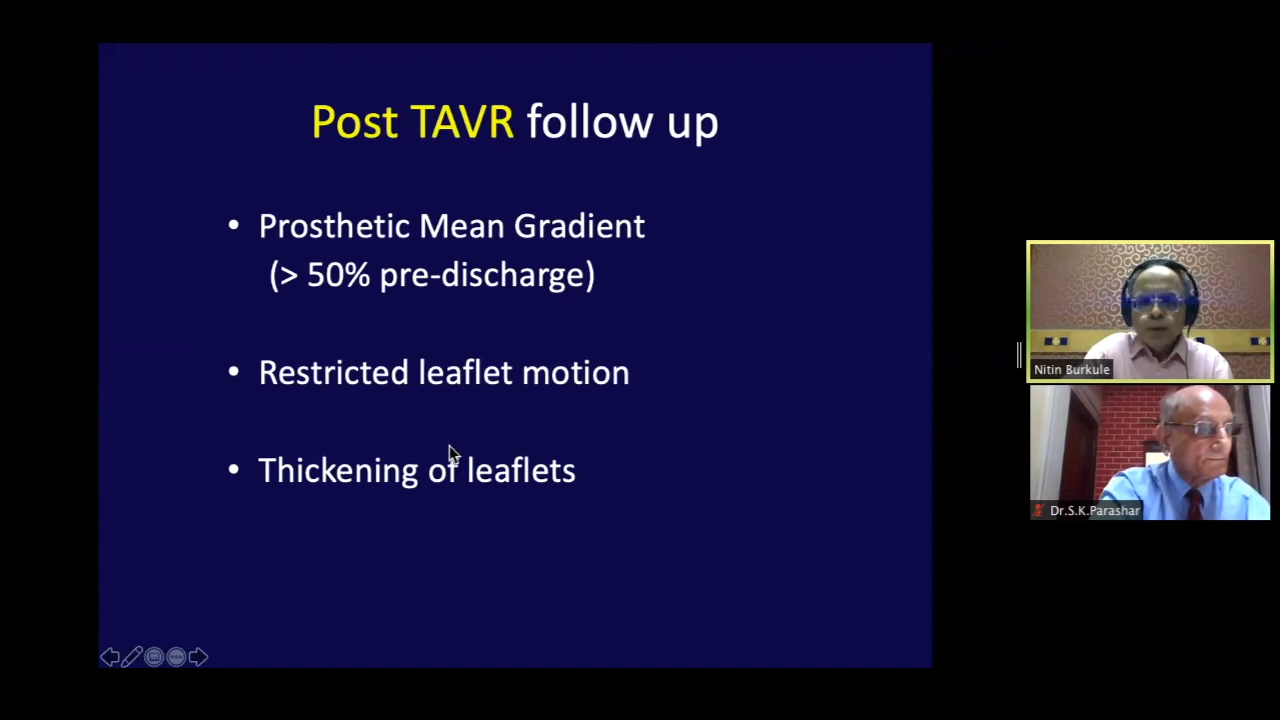 Post TAVR follow up
• Prosthetic Mean Gradient
(> 50% pre-discharge)
• Restricted leaflet motion
• Thickening of leaflets
Nitin Burkule
Dr.S.K.Parashar